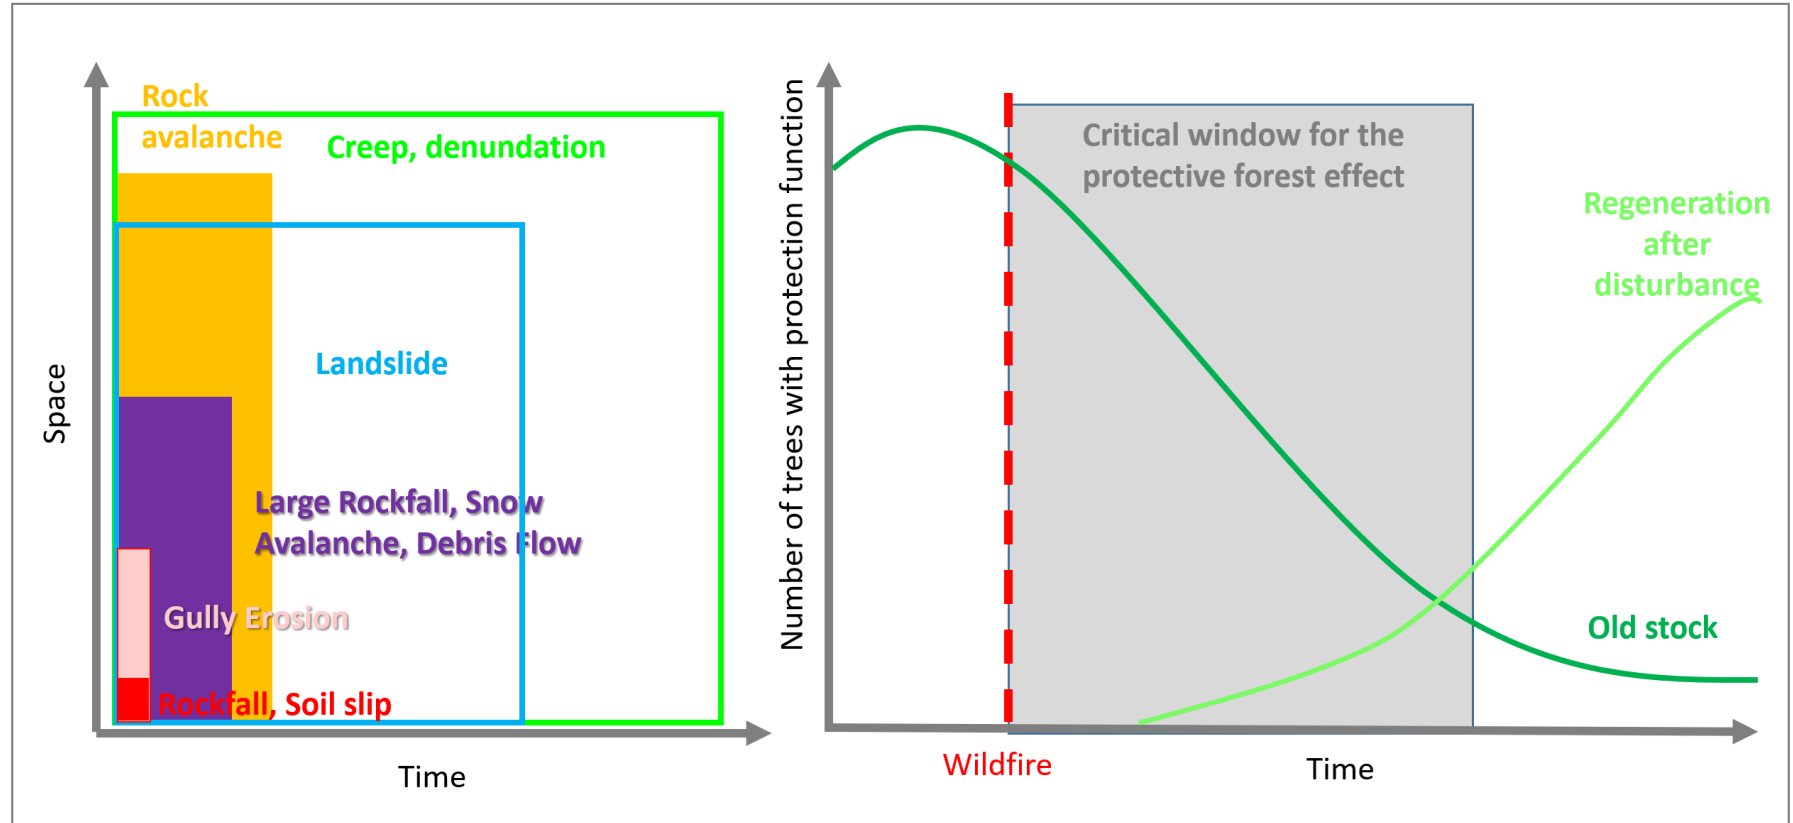 Rock
avalanche
Creep, denundation
Landslide
Large Rockfall, Snow
Avalanche, Debris Flow
Gully Erosion
Rockfall, Soil slip
Space
Time
Number of trees with protection function
Critical window for the
protective forest effect
Regeneration
after
disturbance
Old stock
Wildfire
Time